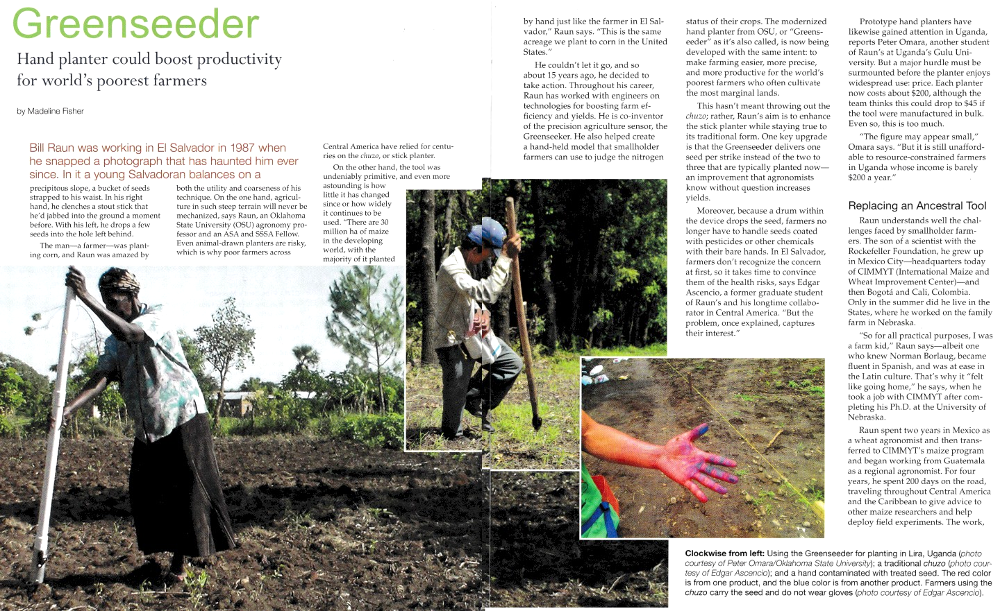 Greenseeder
Hand planter could boost productivity
for world's poorest farmers
by Madeline Fisher
Bill Raun was working in El Salvador in 1987 when
he snapped a photograph that has haunted him ever
since. In it a young Salvadoran balances on a
precipitous slope, a bucket of seeds
strapped to his waist. In his right
hand, he clenches a stout stick that
he'd jabbed into the ground a moment
before. With his left, he drops a few
seeds into the hole left behind.
The man—a farmer—was plant-
ing corn, and Raun was amazed by
both the utility and coarseness of his
technique. On the one hand, agricul-
ture in such steep terrain will never be
mechanized, says Raun, an Oklahoma
State University (OSU) agronomy pro-
fessor and an ASA and SSSA Fellow.
Even animal-drawn planters are risky,
which is why poor farmers across
Central America have relied for centu-
ries on the chuzo, or stick planter.
On the other hand, the tool was
undeniably primitive, and even more
astounding is how
little it has changed
since or how widely
it continues to be
used. "There are 30
million ha of maize
in the developing
world, with the
majority of it planted
by hand just like the farmer in El Sal-
vador," Raun says. "This is the same
acreage we plant to corn in the United
States."
He couldn't let it go, and so
about 15 years ago, he decided to
take action. Throughout his career,
Raun has worked with engineers on
technologies for boosting farm ef-
ficiency and yields. He is co-inventor
of the precision agriculture sensor, the
Greenseeker. He also helped create
a hand-held model that smallholder
farmers can use to judge the nitrogen
status of their crops. The modernized
hand planter from OSU, or "Greens-
eeder" as it's also called, is now being
developed with the same intent: to
make farming easier, more precise,
and more productive for the world's
poorest farmers who often cultivate
the most marginal lands.
This hasn't meant throwing out the
chuzo; rather, Raun's aim is to enhance
the stick planter while staying true to
its traditional form. One key upgrade
is that the Greenseeder delivers one
seed per strike instead of the two to
three that are typically planted now—
an improvement that agronomists
know without question increases
yields.
Moreover, because a drum within
the device drops the seed, farmers no
longer have to handle seeds coated
with pesticides or other chemicals
with their bare hands. In El Salvador,
farmers don't recognize the concern
at first, so it takes time to convince
them of the health risks, says Edgar
Ascencio, a former graduate student
of Raun's and his longtime collabo-
rator in Central America. "But the
problem, once explained, captures
their interest."
Prototype hand planters have
likewise gained attention in Uganda,
reports Peter Omara, another student
of Raun's at Uganda's Gulu Uni-
versity. But a major hurdle must be
surmounted before the planter enjoys
widespread use: price. Each planter
now costs about $200, although the
team thinks this could drop to $45 if
the tool were manufactured in bulk.
Even so, this is too much.
"The figure may appear small,"
Omara says. "But it is still unafford-
able to resource-constrained farmers
in Uganda whose income is barely
$200 a year."
Replacing an Ancestral Tool
Raun understands well the chal-
lenges faced by smallholder farm-
ers. The son of a scientist with the
Rockefeller Foundation, he grew up
in Mexico City—headquarters today
of CIMMYT (International Maize and
Wheat Improvement Center)—and
then Bogotá and Cali, Colombia.
Only in the summer did he live in the
States, where he worked on the family
farm in Nebraska.
"So for all practical purposes, I was
a farm kid," Raun says—albeit one
who knew Norman Borlaug, became
fluent in Spanish, and was at ease in
the Latin culture. That's why it "felt
like going home," he says, when he
took a job with CIMMYT after com-
pleting his Ph.D. at the University of
Nebraska.
Raun spent two years in Mexico as
a wheat agronomist and then trans-
ferred to CIMMYT's maize program
and began working from Guatemala
as a regional agronomist. For four
years, he spent 200 days on the road,
traveling throughout Central America
and the Caribbean to give advice to
other maize researchers and help
deploy field experiments. The work,
Clockwise from left: Using the Greenseeder for planting in Lira, Uganda (photo
courtesy of Peter Omara/Oklahoma State University); a traditional chuzo (photo cour-
tesy of Edgar Ascencio); and a hand contaminated with treated seed. The red color
is from one product, and the blue color is from another product. Farmers using the
chuzo carry the seed and do not wear gloves (photo courtesy of Edgar Ascencio).